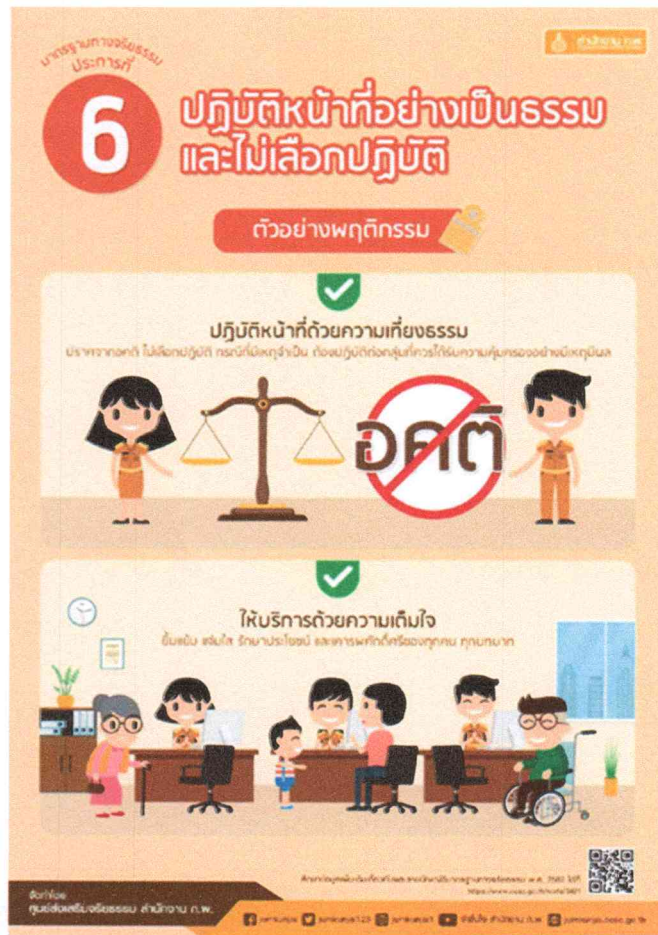 มาตรฐานทางจริยธรรม
ประการที่
6
สำนักงาน ก.พ.
ปฏิบัติหน้าที่อย่างเป็นธรรม
และไม่เลือกปฏิบัติ
ตัวอย่างพฤติกรรม
ปฏิบัติหน้าที่ด้วยความเที่ยงธรรม
ปราศจากอคติ ไม่เลือกปฏิบัติ กรณีที่มีเหตุจำเป็น ต้องปฏิบัติต่อกลุ่มที่ควรได้รับความคุ้มครองอย่างมีเหตุมีผล
อคติ
ให้บริการด้วยความเต็มใจ
ยิ้มแย้ม แจ่มใส รักษาประโยชน์ และเคารพศักดิ์ศรีของทุกคน ทุกบทบาท
จัดทำโดย
ศูนย์ส่งเสริมจริยธรรม สำนักงาน ก.พ.